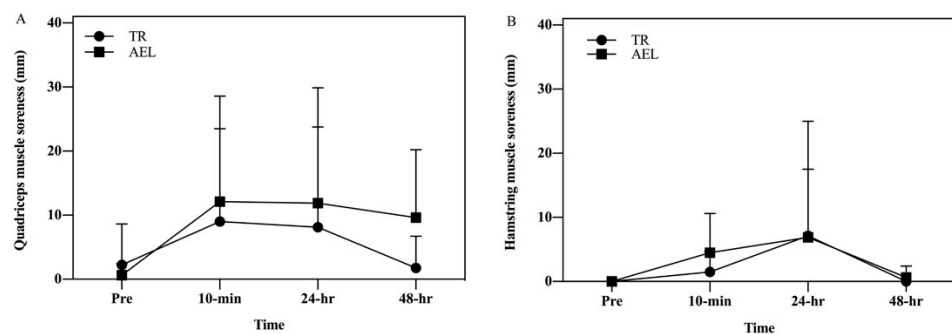 A
TR
AEL
40
30
20
10
0
Quadriceps muscle soreness (mm)
Pre 10-min 24-hr 48-hr
Time
B
TR
AEL
40
30
20
10
0
Hamstring muscle soreness (mm)
Pre 10-min 24-hr 48-hr
Time